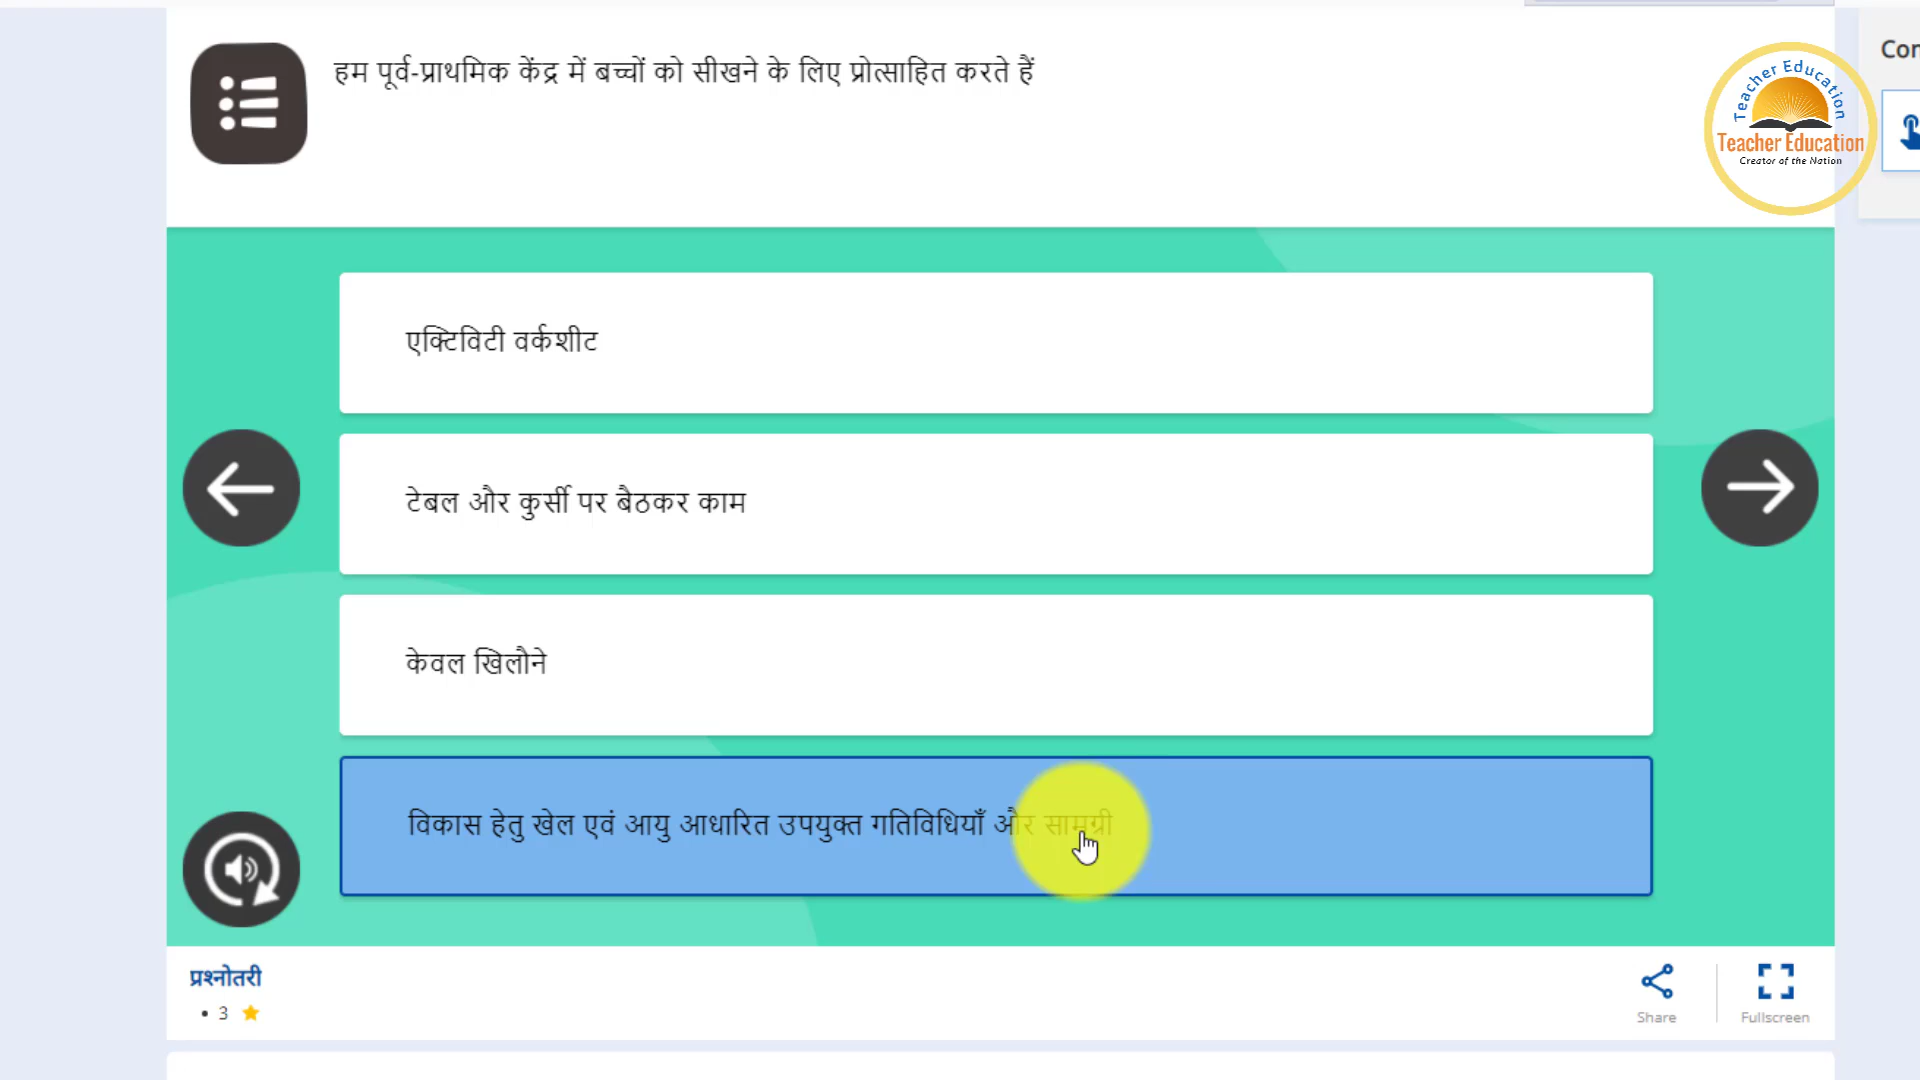 हम पूर्व-प्राथमिक केंद्र में बच्चों को सीखने के लिए प्रोत्साहित करते हैं
Teacher Education
Teacher Education
Creator of the Nation
एक्टिविटी वर्कशीट
टेबल और कुर्सी पर बैठकर काम
केवल खिलौने
विकास हेतु खेल एवं आयु आधारित उपयुक्त गतिविधियाँ और सामग्री
प्रश्नोतरी
• 3
Share
Fullscreen